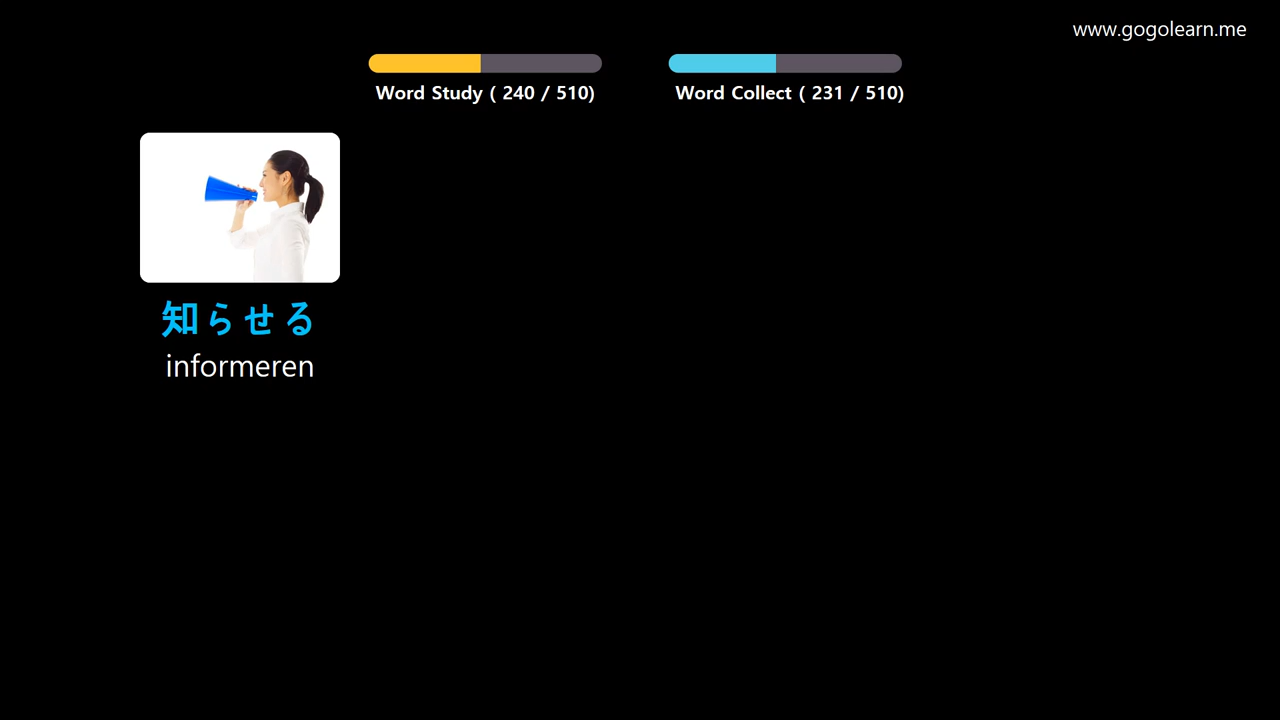 www.gogolearn.me
Word Study ( 240 / 510)
Word Collect ( 231 / 510)
知らせる
informeren